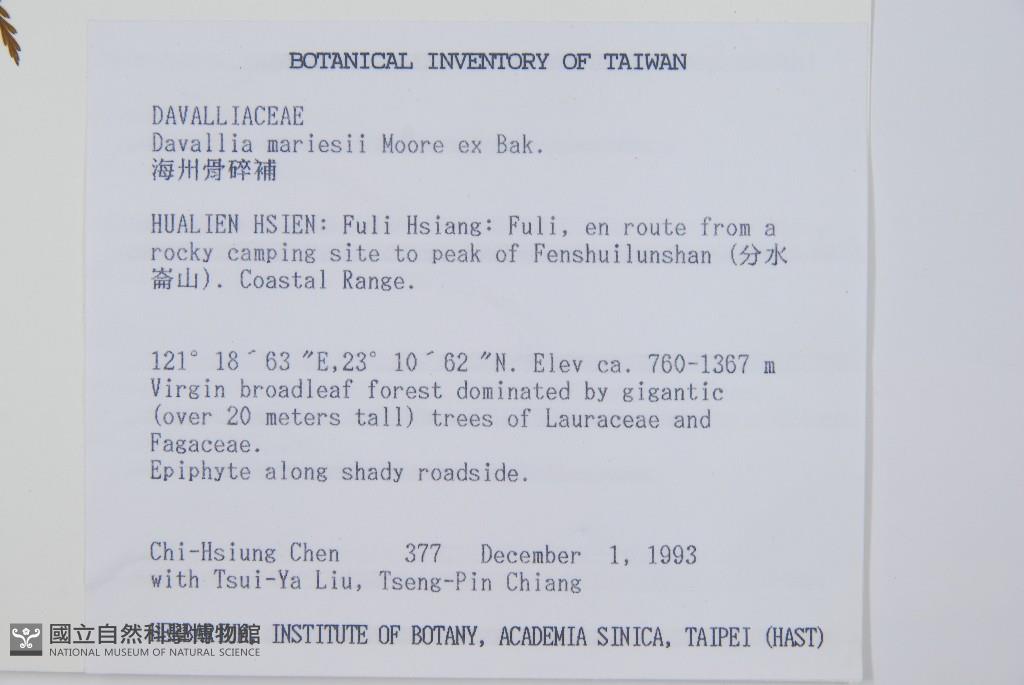 BOTANICAL INVENTORY OF TAIWAN
DAVALLIACEAE
Davallia mariesii Moore ex Bak.
海州骨碎補
HUALIEN HSIEN: Fuli Hsiang: Fuli, en route from a
rocky camping site to peak of Fenshuilunshan (分水
崙山). Coastal Range.
121° 18´63 ″E,23° 10´62 ″N. Elev ca. 760-1367 m
Virgin broadleaf forest dominated by gigantic
(over 20 meters tall) trees of Lauraceae and
Fagaceae.
Epiphyte along shady roadside.
Chi-Hsiung Chen 377 December 1, 1993
with Tsui-Ya Liu, Tseng-Pin Chiang
INSTITUTE OF BOTANY, ACADEMIA SINICA, TAIPEI (HAST)
國立自然科學博物館
NATIONAL MUSEUM OF NATURAL SCIENCE